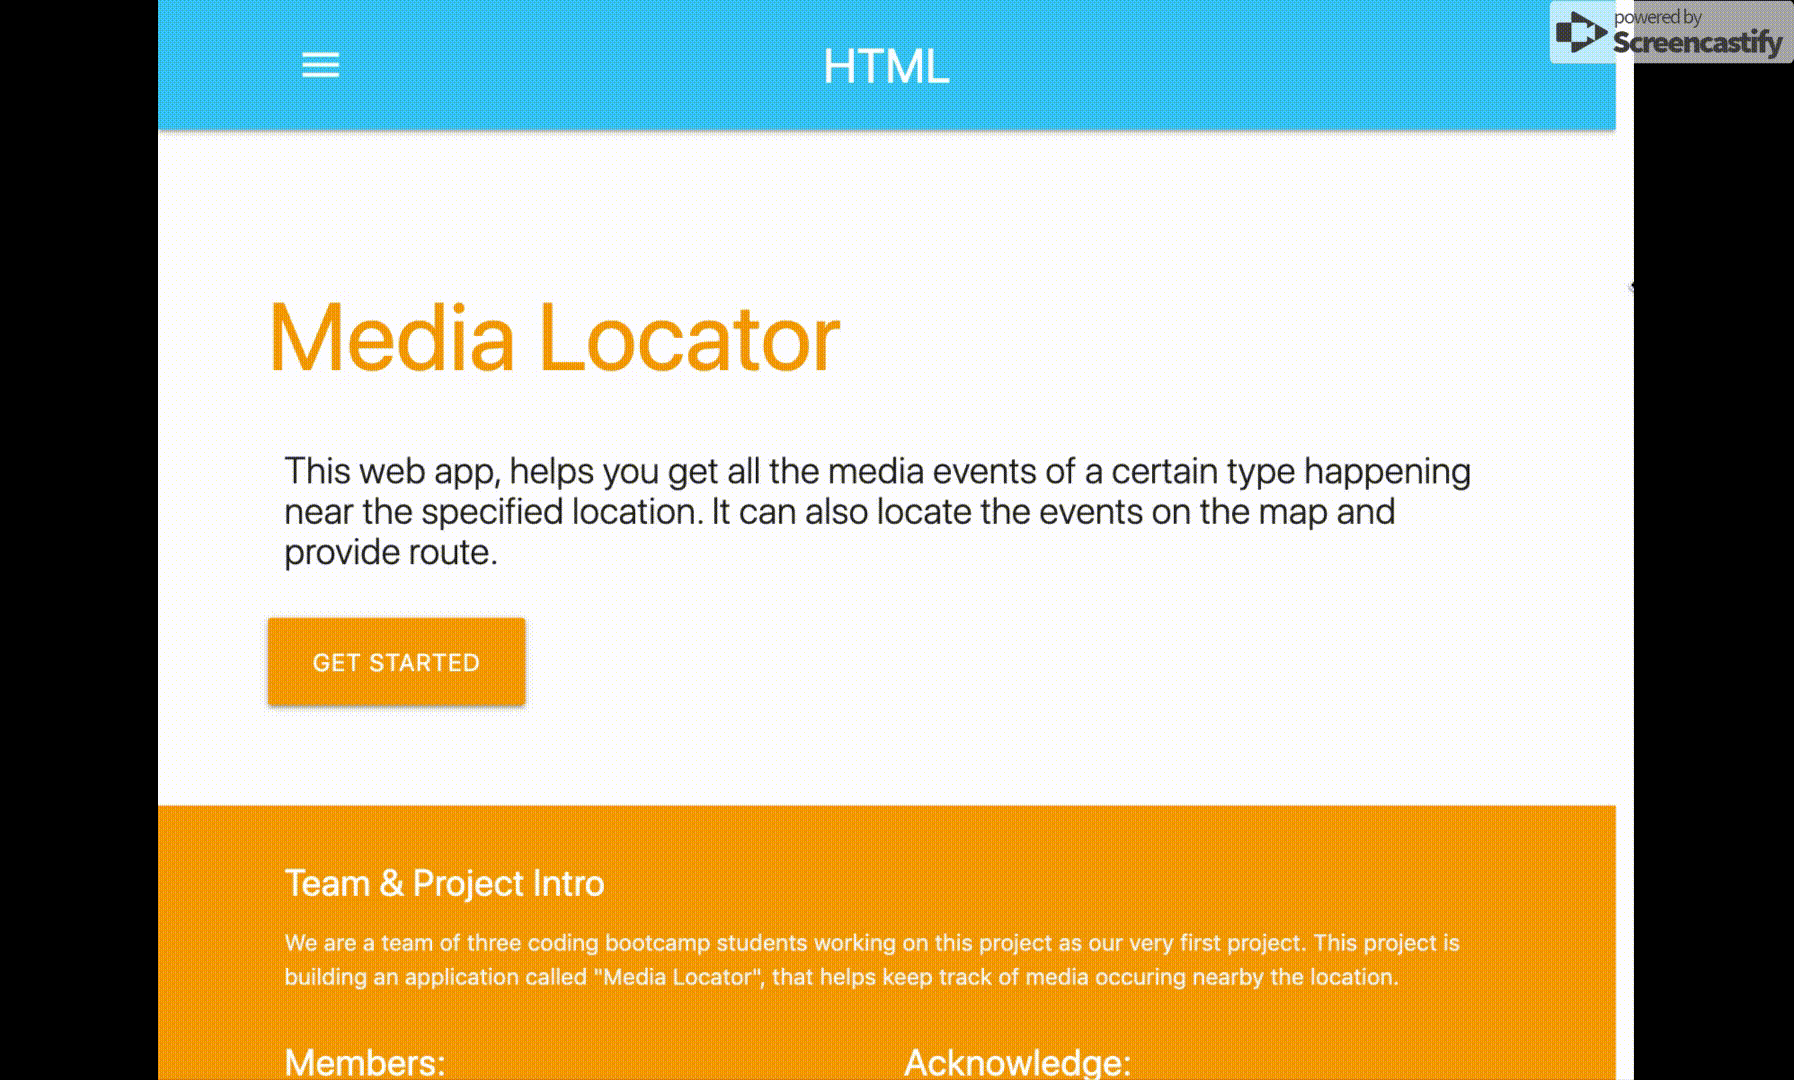 HTML
powered by
Screencastify
Media Locator
This web app, helps you get all the media events of a certain type happening
near the specified location. It can also locate the events on the map and
provide route.
GET STARTED
Team & Project Intro
We are a team of three coding bootcamp students working on this project as our very first project. This project is
building an application called "Media Locator", that helps keep track of media occuring nearby the location.
Members:
Acknowledge: